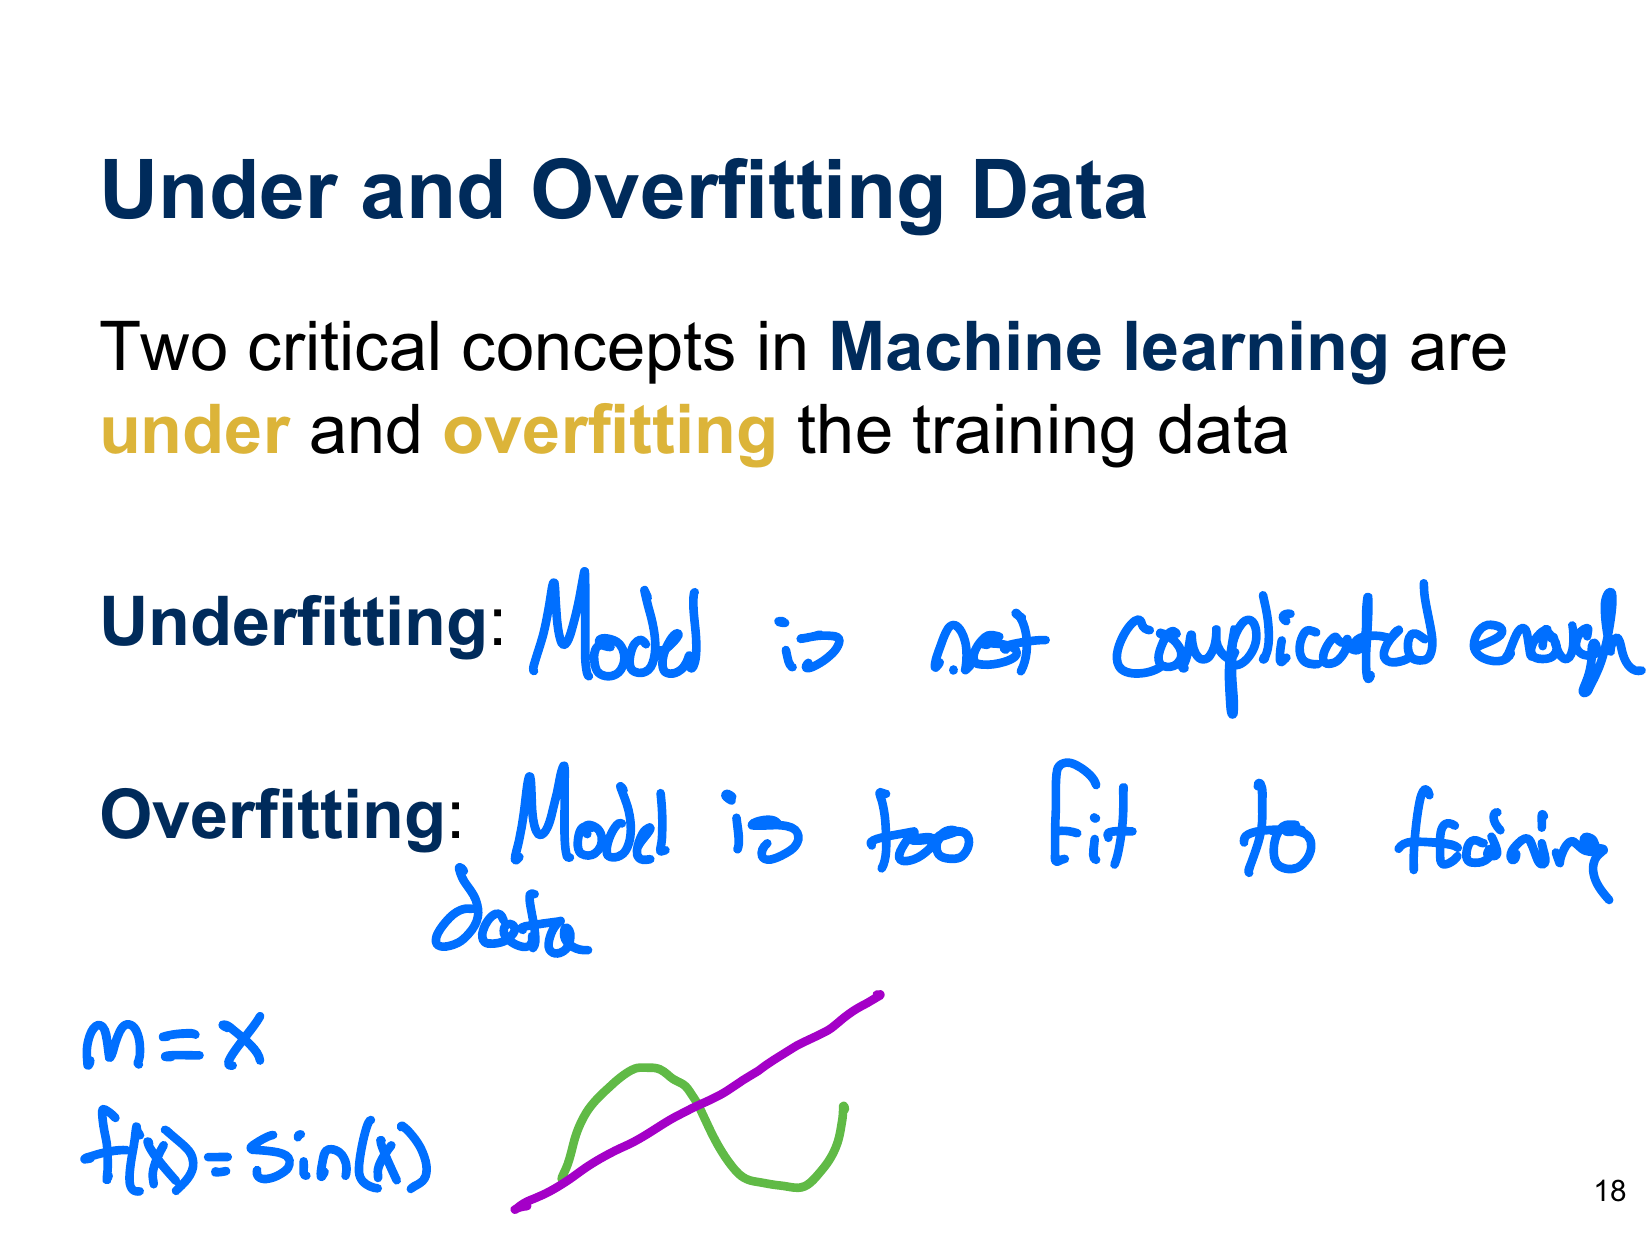 Under and Overfitting Data
Two critical concepts in Machine learning are
under and overfitting the training data
Underfitting: Model is not complicated enough
Overfitting: Model is too fit to training
data
m = x
f(x) = sin(x)
18